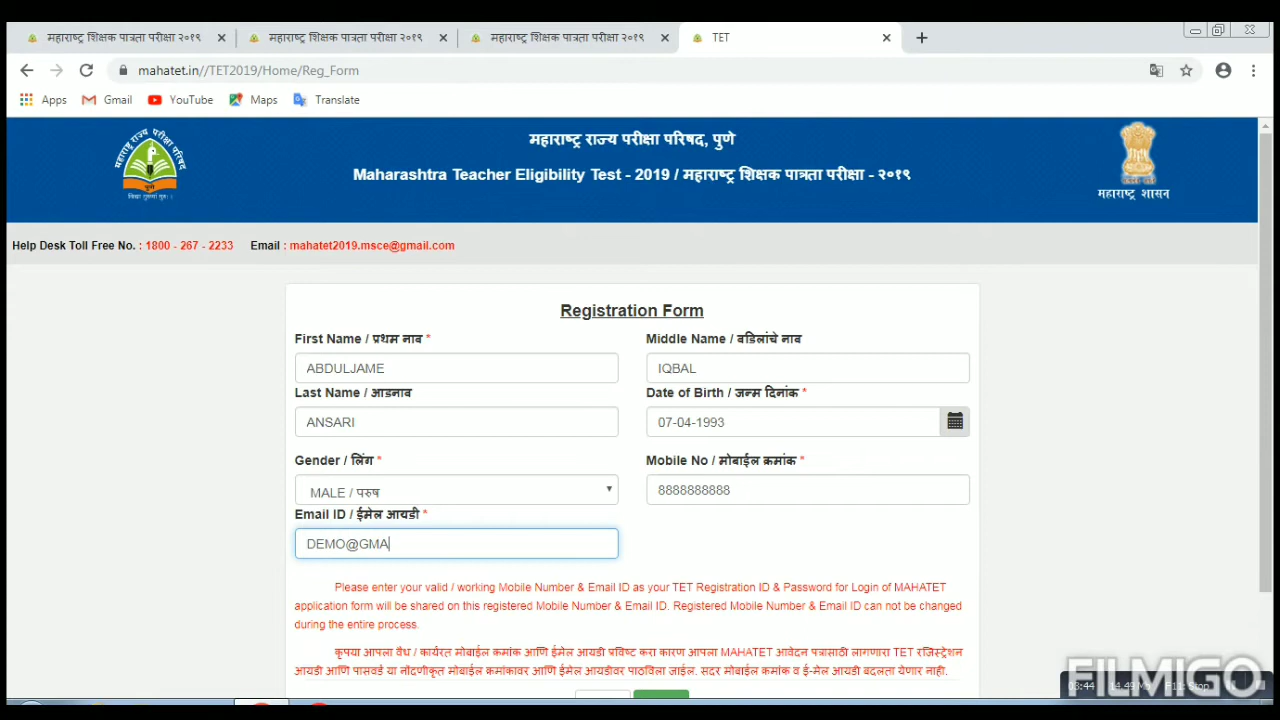 महाराष्ट्र शिक्षक पात्रता परीक्षा २०१९
महाराष्ट्र शिक्षक पात्रता परीक्षा २०१९
महाराष्ट्र शिक्षक पात्रता परीक्षा २०१९
TET
mahatet.in//TET2019/Home/Reg_Form
Apps Gmail YouTube Maps Translate
महाराष्ट्र राज्य परीक्षा परिषद
पुणे
महाराष्ट्र राज्य परीक्षा परिषद, पुणे
Maharashtra Teacher Eligibility Test - 2019 / महाराष्ट्र शिक्षक पात्रता परीक्षा - २०१९
महाराष्ट्र शासन
Help Desk Toll Free No. : 1800 - 267 - 2233 Email : mahatet2019.msce@gmail.com
Registration Form
First Name / प्रथम नाव *
Middle Name / वडिलांचे नाव
ABDULJAME
IQBAL
Last Name / आडनाव
Date of Birth / जन्म दिनांक *
ANSARI
07-04-1993
Gender / लिंग *
Mobile No / मोबाईल क्रमांक *
MALE / परुष
8888888888
Email ID / ईमेल आयडी *
DEMO@GMA
Please enter your valid / working Mobile Number & Email ID as your TET Registration ID & Password for Login of MAHATET
application form will be shared on this registered Mobile Number & Email ID. Registered Mobile Number & Email ID can not be changed
during the entire process.
कृपया आपला वैध / कार्यरत मोबाईल क्रमांक आणि ईमेल आयडी प्रविष्ट करा कारण आपला MAHATET आवेदन पत्रासाठी लागणारा TET रजिस्ट्रेशन
आयडी आणि पासवर्ड या नोंदणीकृत मोबाईल क्रमांकावर आणि ईमेल आयडीवर पाठविला जाईल. सदर मोबाईल क्रमांक व ई-मेल आयडी बदलता येणार नाही.
FILMIGO